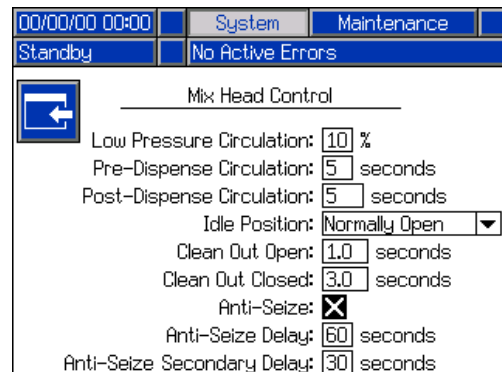 00/00/00 00:00 System Maintenance
Standby No Active Errors
Mix Head Control
Low Pressure Circulation: 10 %
Pre-Dispense Circulation: 5 seconds
Post-Dispense Circulation: 5 seconds
Idle Position: Normally Open
Clean Out Open: 1.0 seconds
Clean Out Closed: 3.0 seconds
Anti-Seize:
Anti-Seize Delay: 60 seconds
Anti-Seize Secondary Delay: 30 seconds